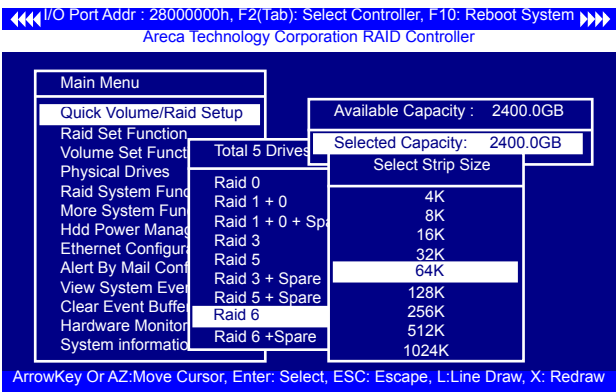 I/O Port Addr : 28000000h, F2(Tab): Select Controller, F10: Reboot System
Areca Technology Corporation RAID Controller
Main Menu
Quick Volume/Raid Setup
Raid Set Function
Volume Set Funct
Physical Drives
Raid System Func
More System Fun
Hdd Power Manag
Ethernet Configura
Alert By Mail Conf
View System Even
Clear Event Buffer
Hardware Monitor
System informatio
Total 5 Drives
Raid 0
Raid 1 + 0
Raid 1 + 0 + Spa
Raid 3
Raid 5
Raid 3 + Spare
Raid 5 + Spare
Raid 6
Raid 6 +Spare
Available Capacity : 2400.0GB
Selected Capacity: 2400.0GB
Select Strip Size
4K
8K
16K
32K
64K
128K
256K
512K
1024K
ArrowKey Or AZ:Move Cursor, Enter: Select, ESC: Escape, L:Line Draw, X: Redraw